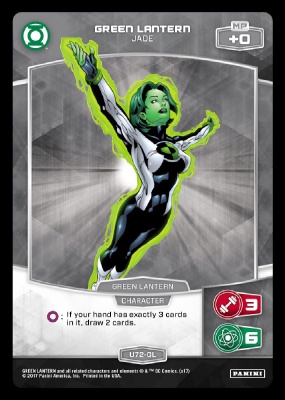 GREEN LANTERN
JADE
MP
+0
GREEN LANTERN
CHARACTER
: If your hand has exactly 3 cards
in it, draw 2 cards.
3
6
U72-GL
GREEN LANTERN and all related characters and elements © & ™ DC Comics. (s17)
© 2017 Panini America, Inc. Printed in the USA.
PANINI